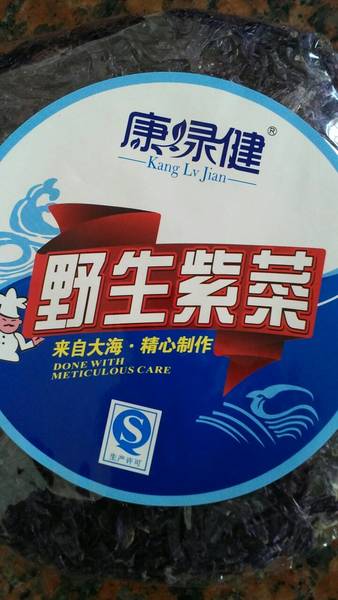 康绿健®
Kang Lv Jian
野生紫菜
来自大海·精心制作
DONE WITH
METICULOUS CARE
S
生产许可